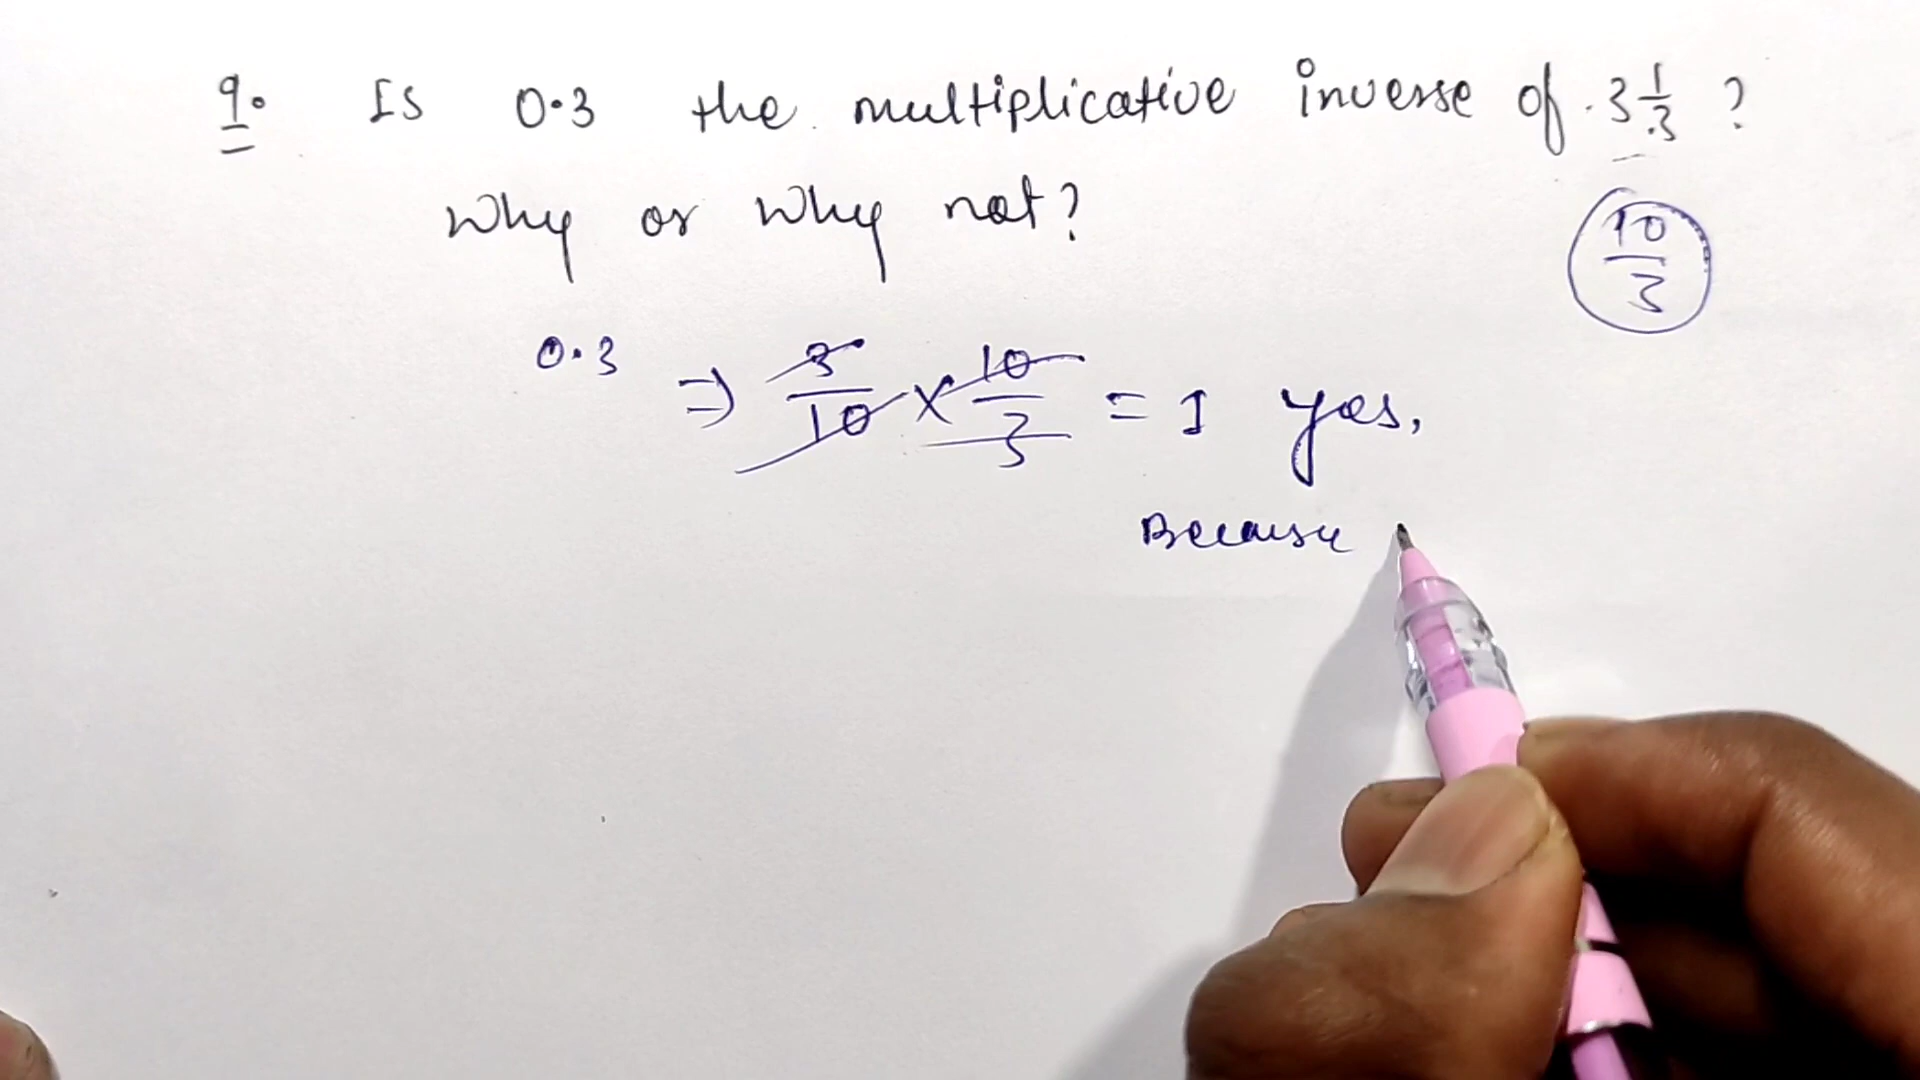 9. Is 0.3 the multiplicative inverse of 3 1/3 ?
Why or Why not?
10/3
0.3 ⇒ 3/10 × 10/3 = 1 yes.
Because